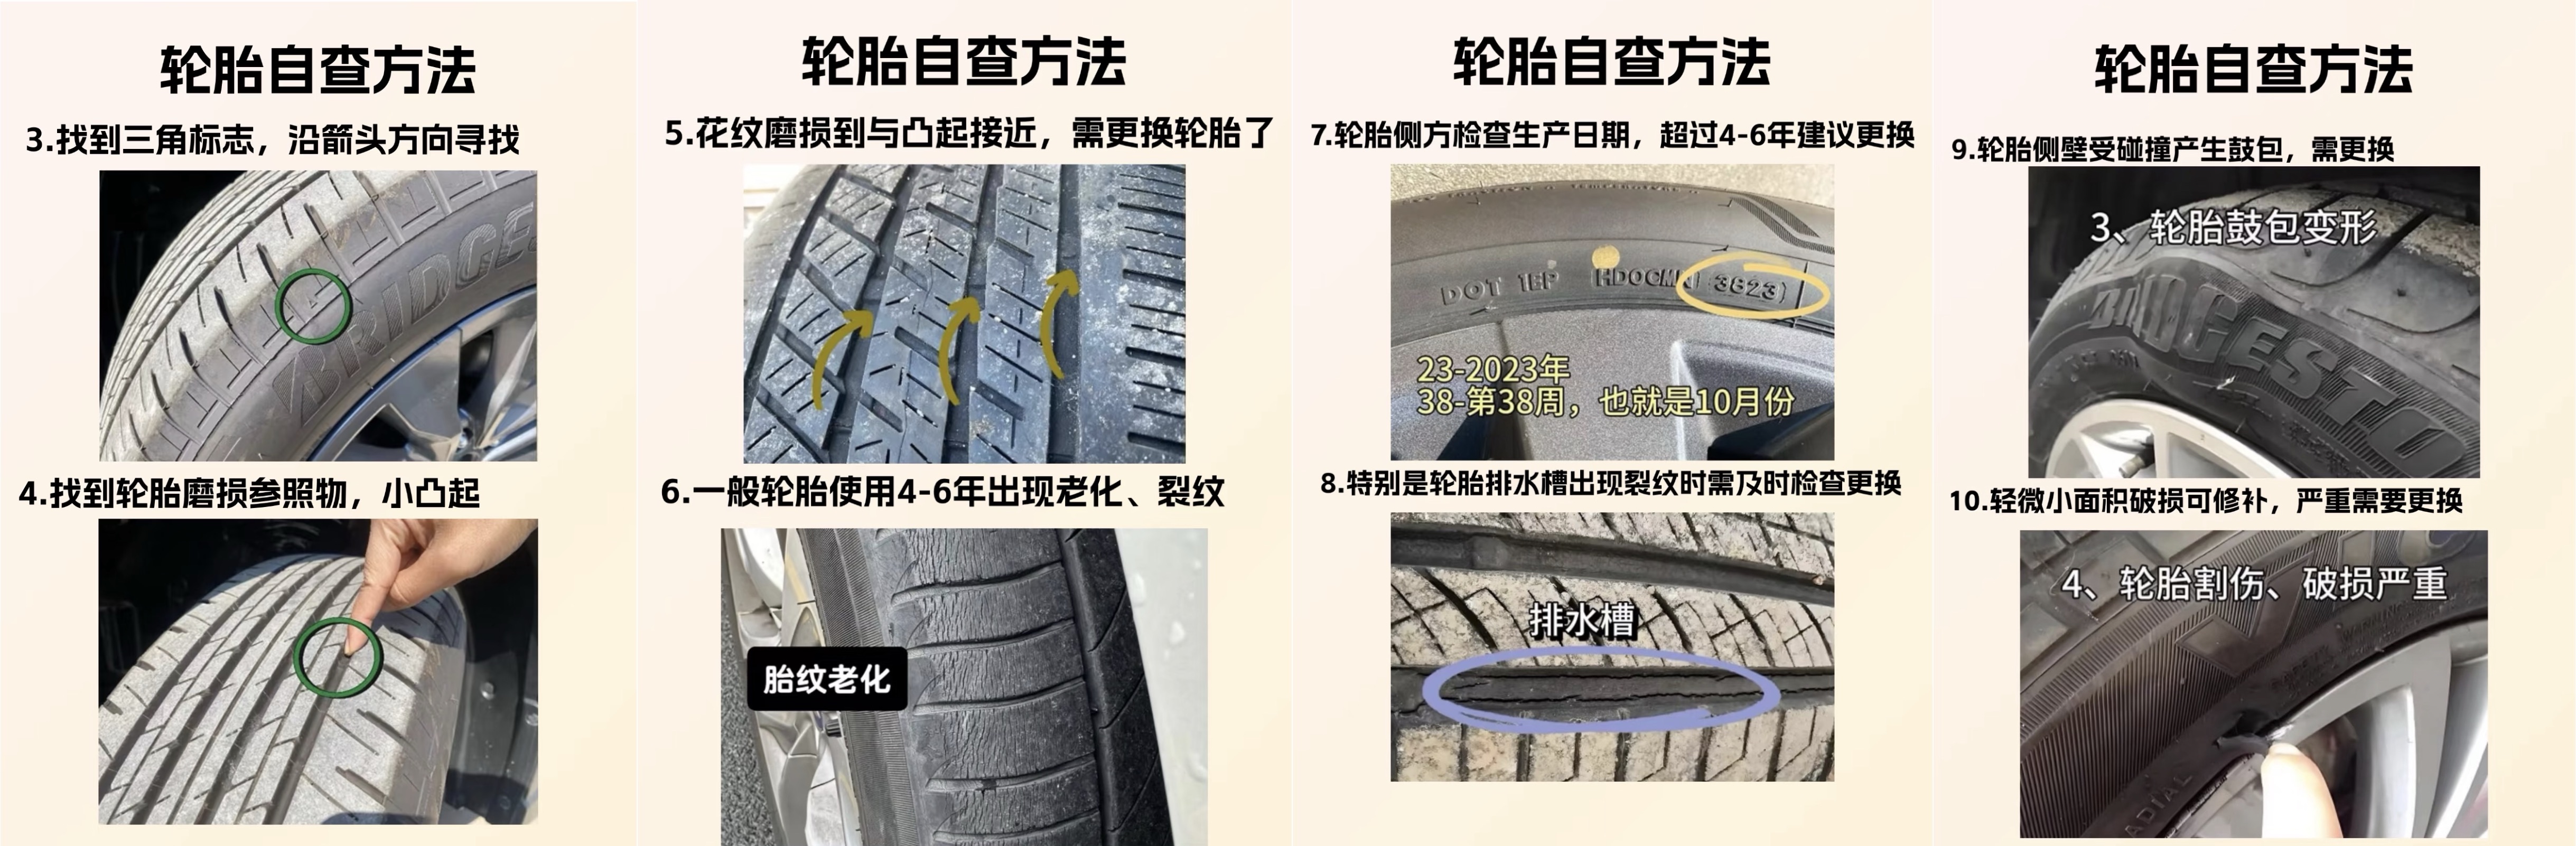 轮胎自查方法
3.找到三角标志，沿箭头方向寻找
BRIDGE
4.找到轮胎磨损参照物，小凸起
轮胎自查方法
5.花纹磨损到与凸起接近，需更换轮胎了
6.一般轮胎使用4-6年出现老化、裂纹
胎纹老化
轮胎自查方法
7.轮胎侧方检查生产日期，超过4-6年建议更换
DOT 1EP HDOCM 3823
23-2023年
38-第38周，也就是10月份
8.特别是轮胎排水槽出现裂纹时需及时检查更换
排水槽
轮胎自查方法
9.轮胎侧壁受碰撞产生鼓包，需更换
3、轮胎鼓包变形
GESTO
10.轻微小面积破损可修补，严重需要更换
4、轮胎割伤、破损严重
ADIAL